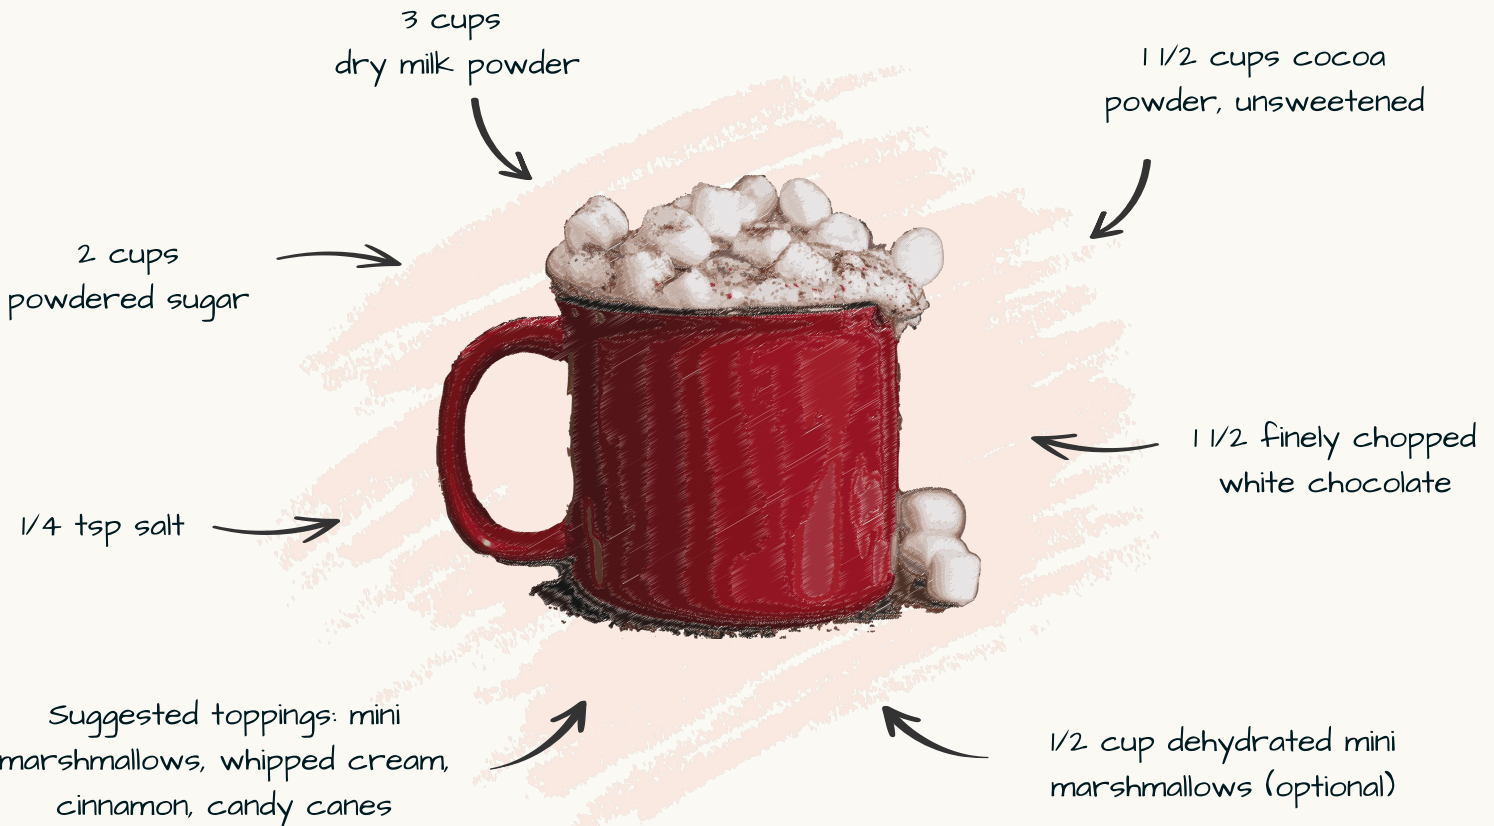 3 cups
dry milk powder
1 1/2 cups cocoa
powder, unsweetened
2 cups
powdered sugar
1 1/2 finely chopped
white chocolate
1/4 tsp salt
Suggested toppings: mini
marshmallows, whipped cream,
cinnamon, candy canes
1/2 cup dehydrated mini
marshmallows (optional)